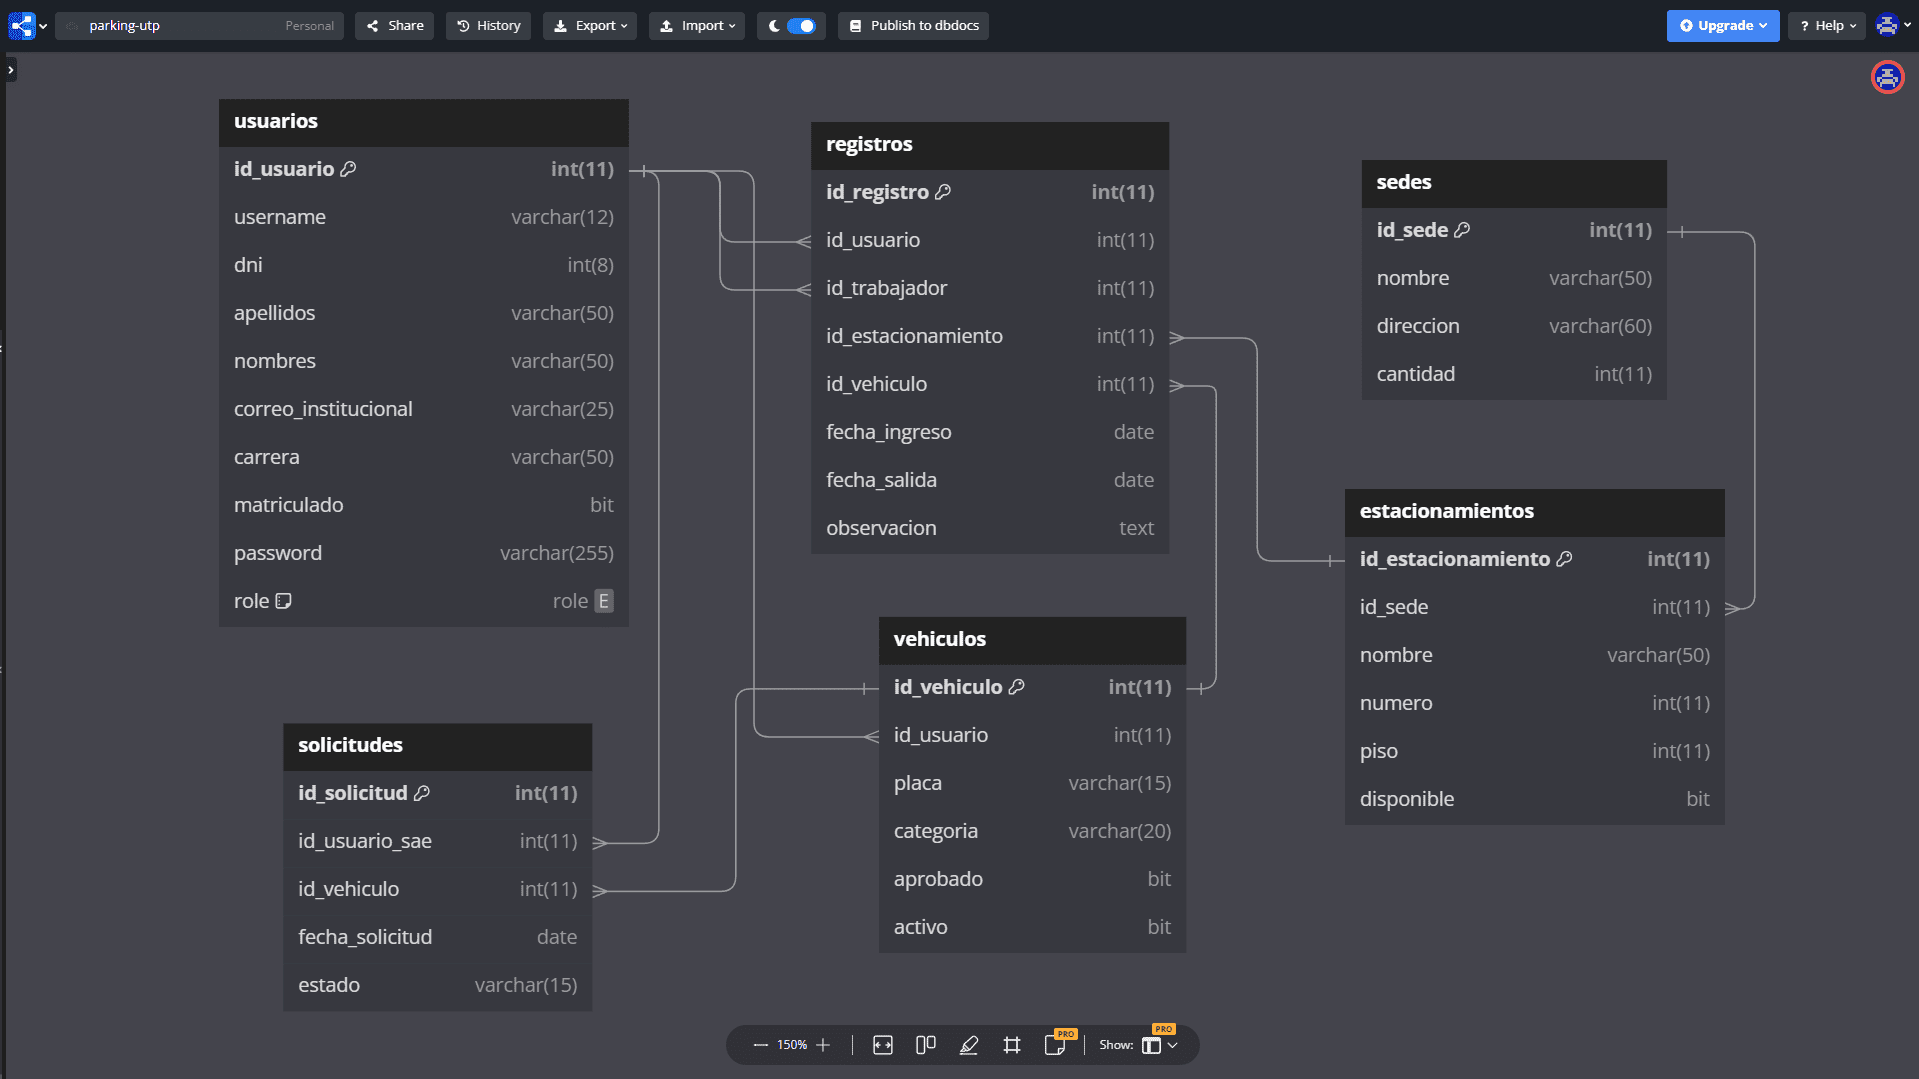 parking-utp Personal Share History Export Import Publish to dbdocs Upgrade ? Help
usuarios
id_usuario int(11)
username varchar(12)
dni int(8)
apellidos varchar(50)
nombres varchar(50)
correo_institucional varchar(25)
carrera varchar(50)
matriculado bit
password varchar(255)
role role E
registros
id_registro int(11)
id_usuario int(11)
id_trabajador int(11)
id_estacionamiento int(11)
id_vehiculo int(11)
fecha_ingreso date
fecha_salida date
observacion text
sedes
id_sede int(11)
nombre varchar(50)
direccion varchar(60)
cantidad int(11)
estacionamientos
id_estacionamiento int(11)
id_sede int(11)
nombre varchar(50)
numero int(11)
piso int(11)
disponible bit
vehiculos
id_vehiculo int(11)
id_usuario int(11)
placa varchar(15)
categoria varchar(20)
aprobado bit
activo bit
solicitudes
id_solicitud int(11)
id_usuario_sae int(11)
id_vehiculo int(11)
fecha_solicitud date
estado varchar(15)
150% PRO Show: PRO